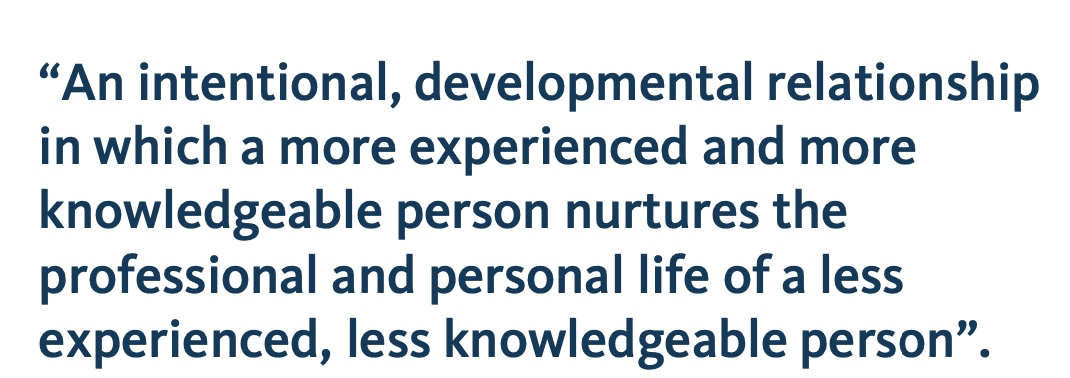 “An intentional, developmental relationship
in which a more experienced and more
knowledgeable person nurtures the
professional and personal life of a less
experienced, less knowledgeable person”.